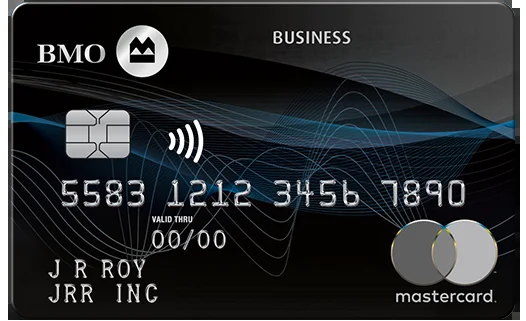 BMO
BUSINESS
5583 1212 3456 7890
VALID THRU
00/00
J R ROY
JRR INC
mastercard.